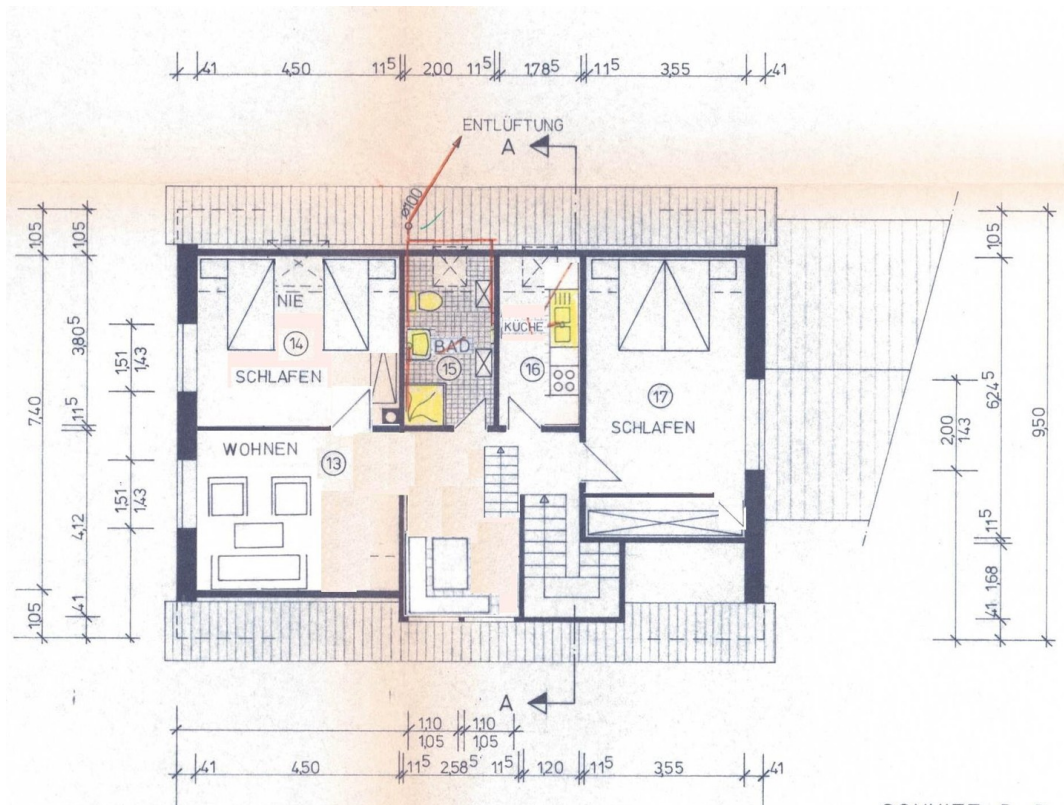 41 4,50 11⁵ 2,00 11⁵ 1,78⁵ 11⁵ 3,55 41
ENTLÜFTUNG
A
ø100
1,05 1,05 1,05
NIE
14
SCHLAFEN
BAD
15
KÜCHE
16
17
SCHLAFEN
WOHNEN
13
7,40 3,80⁵ 1,51 1,43
11⁵
4,12 1,51 1,43
1,05 41
2,00 1,43 6,24⁵ 9,50
11⁵
1,68
41
A
1,10 1,10
1,05 1,05
41 4,50 11⁵ 2,58⁵ 11⁵ 1,20 11⁵ 3,55 41